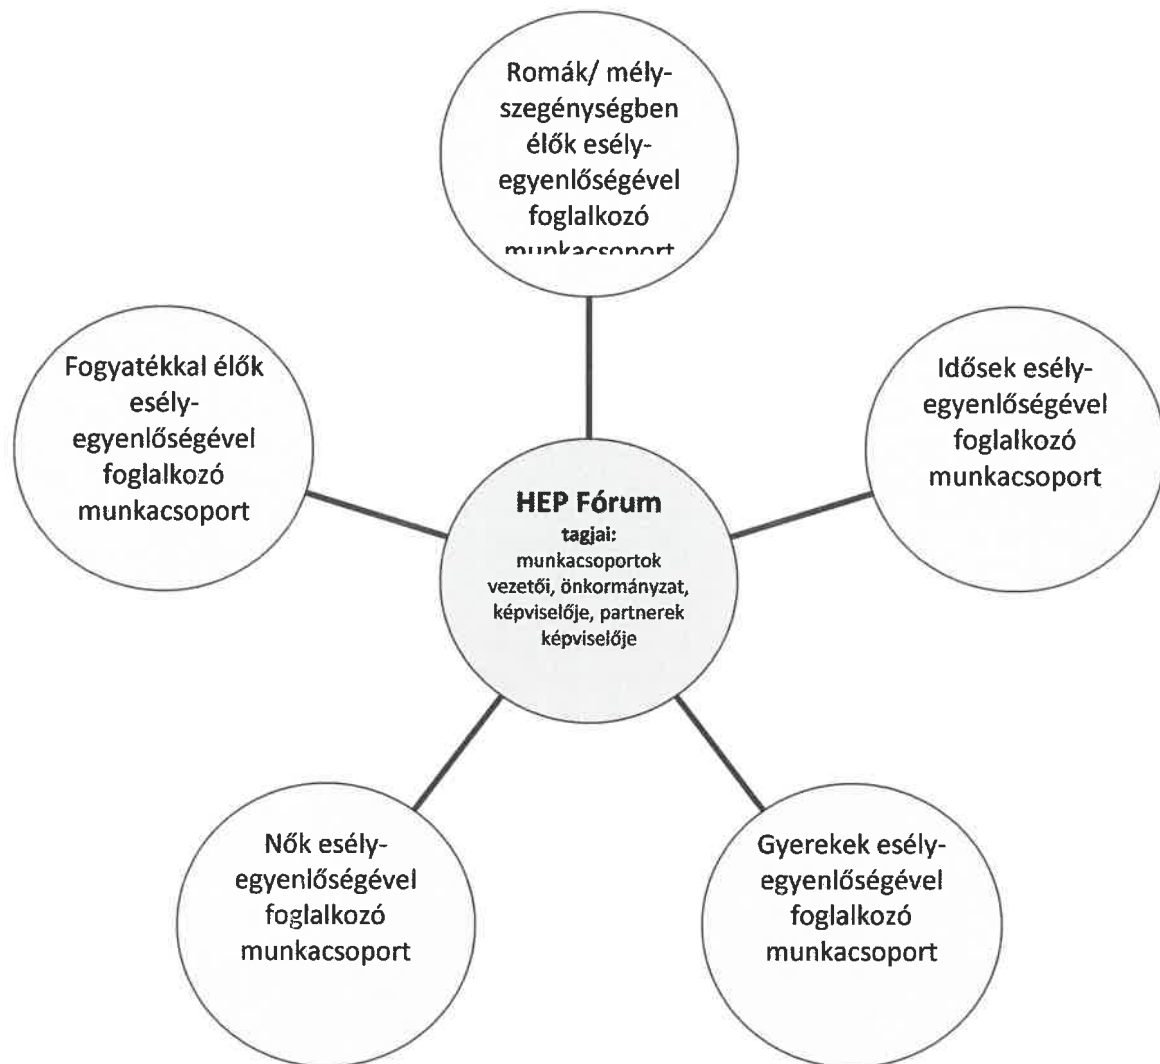 Romák/ mély-
szegénységben
élők esély-
egyenlőségével
foglalkozó
munkacsoport
Fogyatékkal élők
esély-
egyenlőségével
foglalkozó
munkacsoport
Idősek esély-
egyenlőségével
foglalkozó
munkacsoport
HEP Fórum
tagjai:
munkacsoportok
vezetői, önkormányzat,
képviselője, partnerek
képviselője
Nők esély-
egyenlőségével
foglalkozó
munkacsoport
Gyerekek esély-
egyenlőségével
foglalkozó
munkacsoport